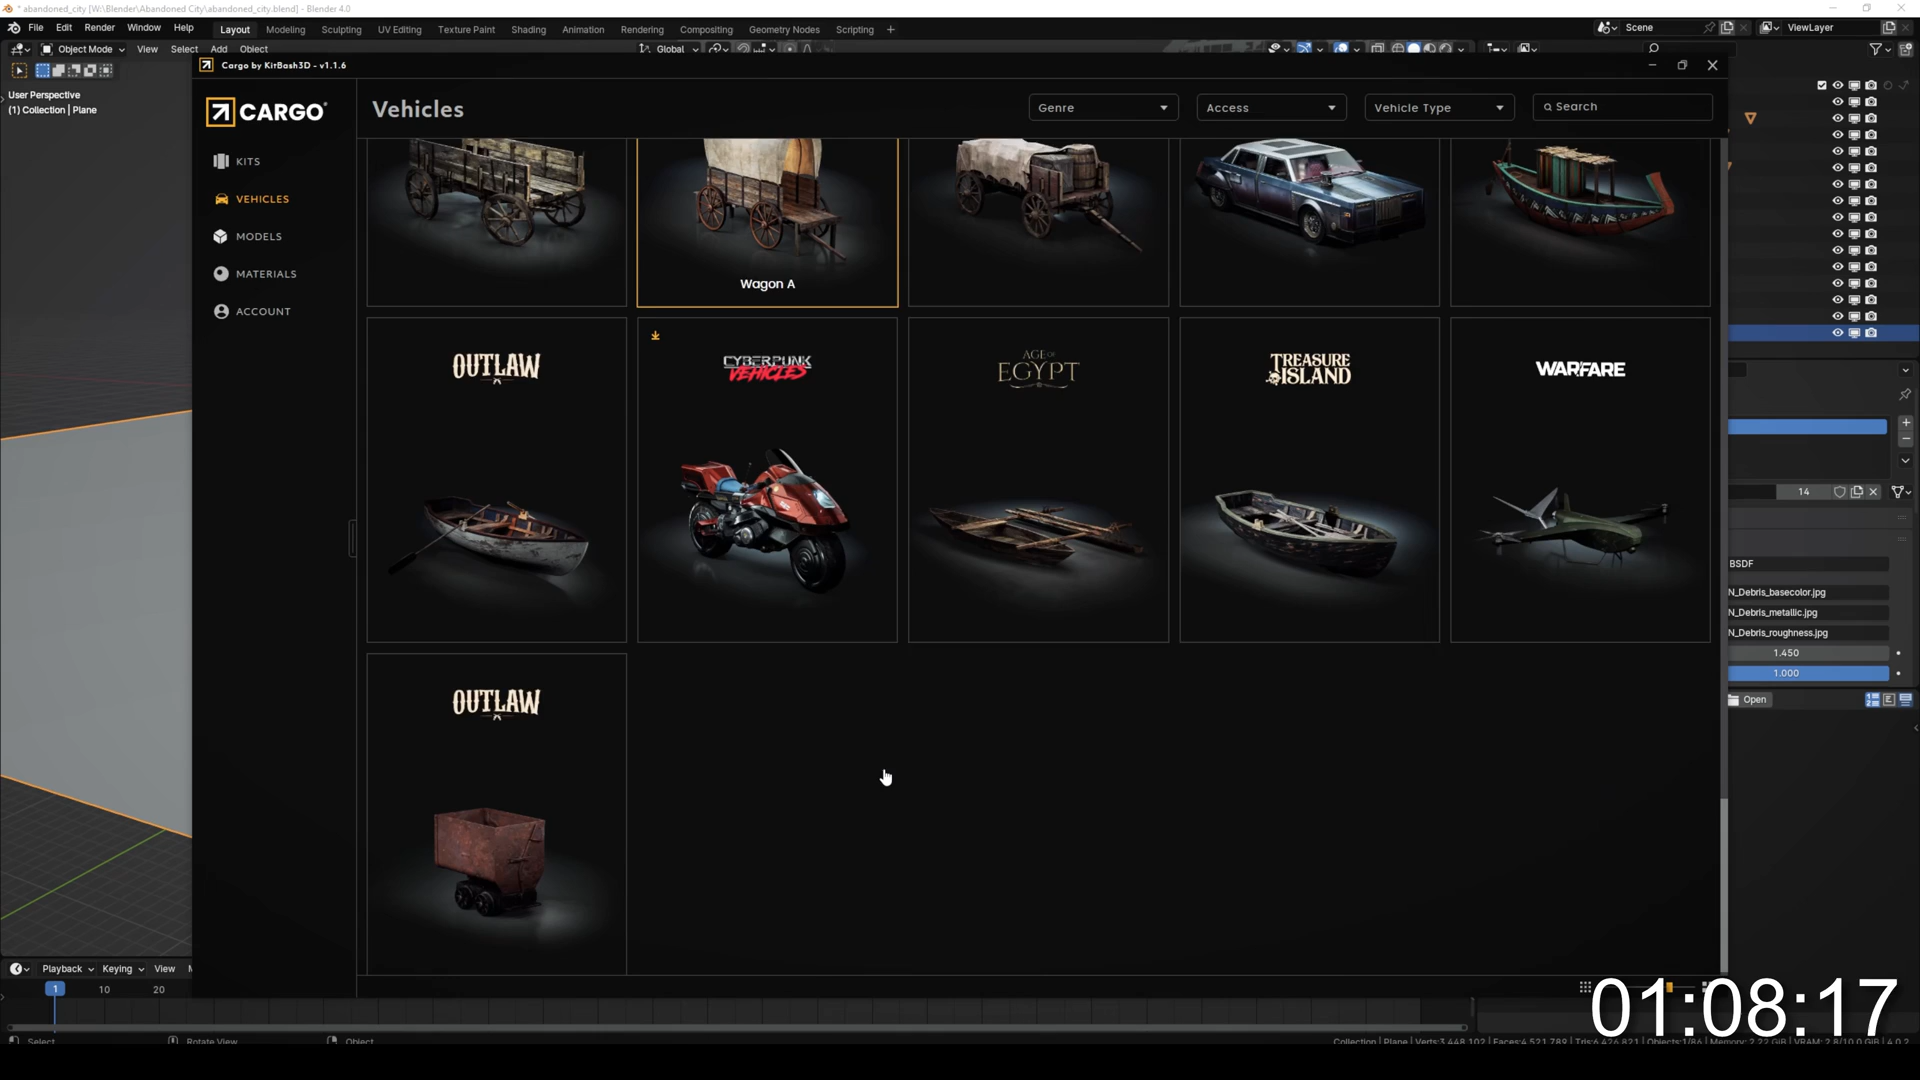 * abandoned_city [W:\Blender\Abandoned City\abandoned_city.blend] - Blender 4.0
File Edit Render Window Help
Layout Modeling Sculpting UV Editing Texture Paint Shading Animation Rendering Compositing Geometry Nodes Scripting +
Scene
ViewLayer
Object Mode View Select Add Object
Global
Cargo by KitBash3D - v1.1.6
User Perspective
(1) Collection | Plane
CARGO
Vehicles
Genre
Access
Vehicle Type
Search
KITS
VEHICLES
MODELS
MATERIALS
ACCOUNT
Wagon A
OUTLAW
CYBERPUNK
VEHICLES
AGE OF
EGYPT
TREASURE
ISLAND
WARFARE
14
BSDF
N_Debris_basecolor.jpg
N_Debris_metallic.jpg
N_Debris_roughness.jpg
1.450
1.000
Open
OUTLAW
Playback Keying View
1 10 20
01:08:17
Select Rotate View Object